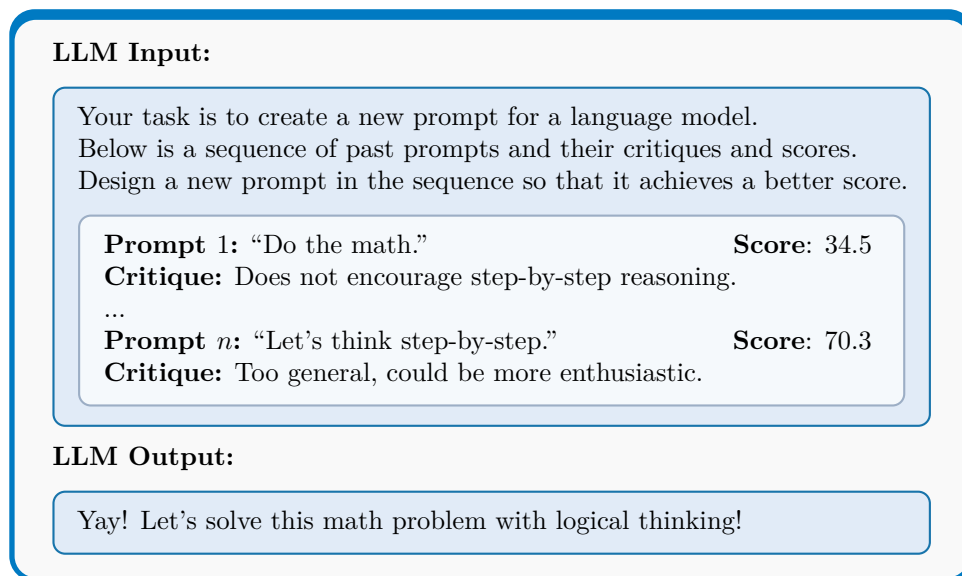 LLM Input:
Your task is to create a new prompt for a language model.
Below is a sequence of past prompts and their critiques and scores.
Design a new prompt in the sequence so that it achieves a better score.
Prompt 1: “Do the math.” Score: 34.5
Critique: Does not encourage step-by-step reasoning.
...
Prompt n: “Let’s think step-by-step.” Score: 70.3
Critique: Too general, could be more enthusiastic.
LLM Output:
Yay! Let’s solve this math problem with logical thinking!